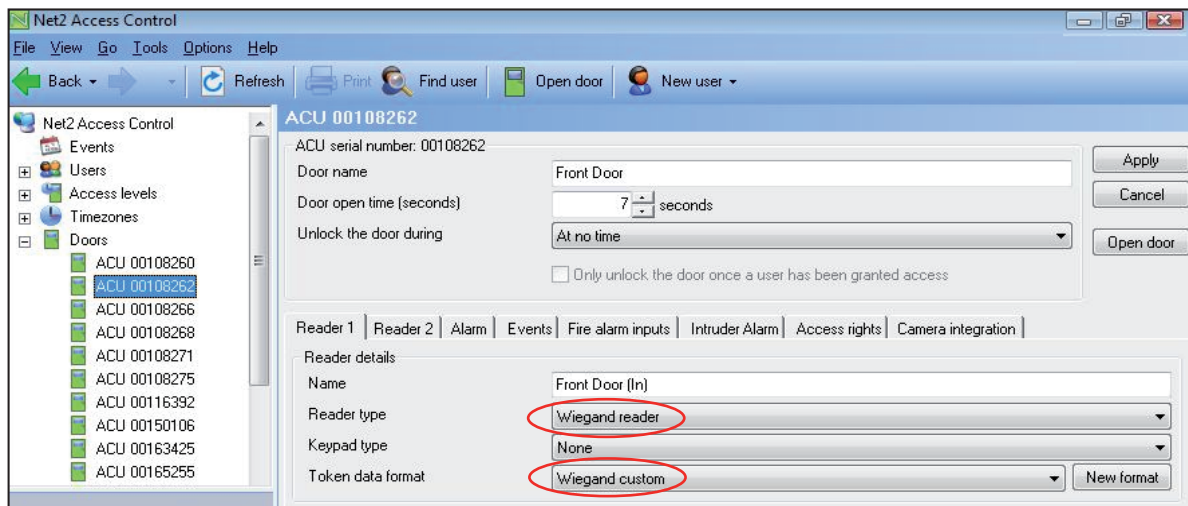 Net2 Access Control
File View Go Tools Options Help
Back Refresh Print Find user Open door New user
Net2 Access Control
Events
Users
Access levels
Timezones
Doors
ACU 00108260
ACU 00108262
ACU 00108266
ACU 00108268
ACU 00108271
ACU 00108275
ACU 00116392
ACU 00150106
ACU 00163425
ACU 00165255
ACU 00108262
ACU serial number: 00108262
Door name Front Door
Door open time (seconds) 7 seconds
Unlock the door during At no time
Only unlock the door once a user has been granted access
Apply
Cancel
Open door
Reader 1 Reader 2 Alarm Events Fire alarm inputs Intruder Alarm Access rights Camera integration
Reader details
Name Front Door (In)
Reader type Wiegand reader
Keypad type None
Token data format Wiegand custom New format